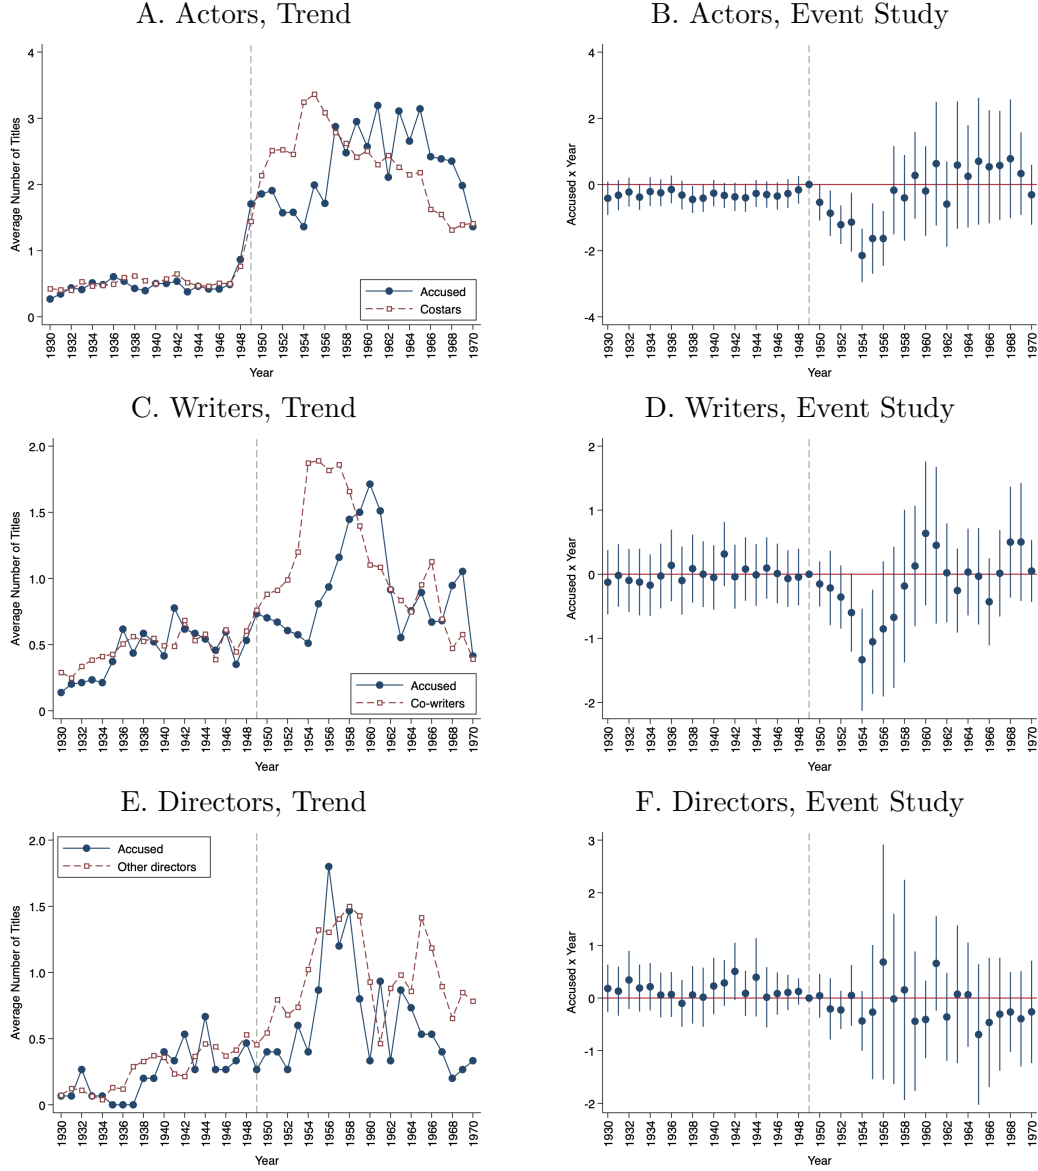 A. Actors, Trend
B. Actors, Event Study
Average Number of Titles
4
3
2
1
0
Accused
Costars
1930 1932 1934 1936 1938 1940 1942 1944 1946 1948 1950 1952 1954 1956 1958 1960 1962 1964 1966 1968 1970
Year
Accused x Year
4
2
0
-2
-4
1930 1932 1934 1936 1938 1940 1942 1944 1946 1948 1950 1952 1954 1956 1958 1960 1962 1964 1966 1968 1970
Year
C. Writers, Trend
D. Writers, Event Study
Average Number of Titles
2.0
1.5
1.0
0.5
0
Accused
Co-writers
1930 1932 1934 1936 1938 1940 1942 1944 1946 1948 1950 1952 1954 1956 1958 1960 1962 1964 1966 1968 1970
Year
Accused x Year
2
1
0
-1
-2
1930 1932 1934 1936 1938 1940 1942 1944 1946 1948 1950 1952 1954 1956 1958 1960 1962 1964 1966 1968 1970
Year
E. Directors, Trend
F. Directors, Event Study
Average Number of Titles
2.0
1.5
1.0
0.5
0
Accused
Other directors
1930 1932 1934 1936 1938 1940 1942 1944 1946 1948 1950 1952 1954 1956 1958 1960 1962 1964 1966 1968 1970
Year
Accused x Year
3
2
1
0
-1
-2
1930 1932 1934 1936 1938 1940 1942 1944 1946 1948 1950 1952 1954 1956 1958 1960 1962 1964 1966 1968 1970
Year